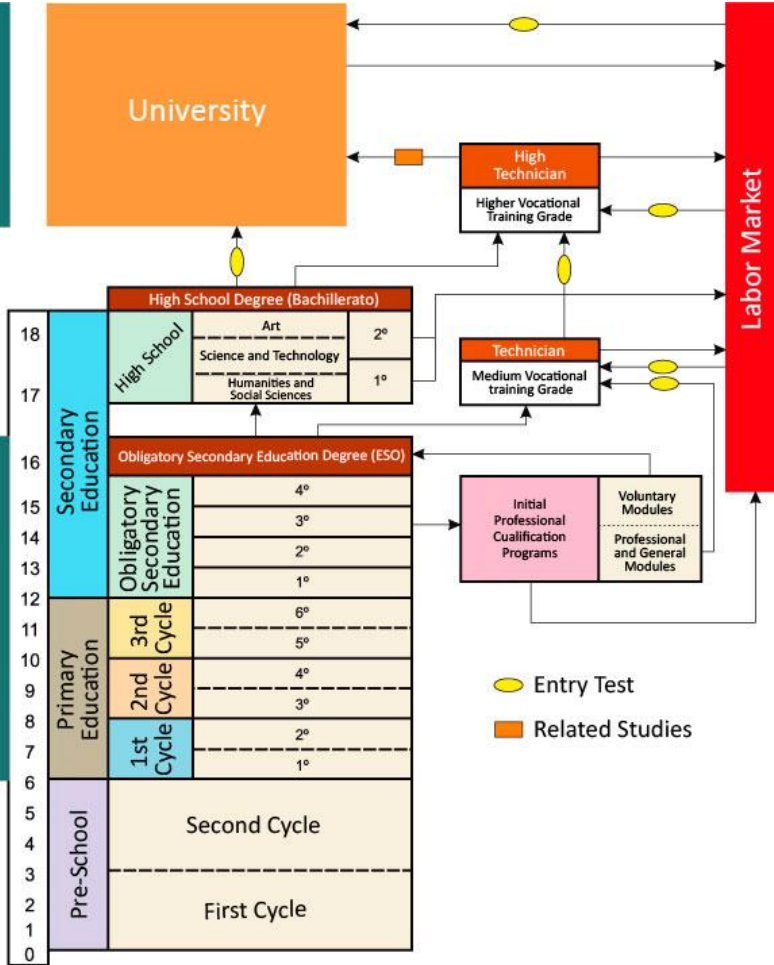 University
High
Technician
Higher Vocational
Training Grade
Labor Market
High School Degree (Bachillerato)
18
High School
Art
2º
Science and Technology
Humanities and
Social Sciences
1º
17
Technician
Medium Vocational
training Grade
Secondary
Education
16
Obligatory Secondary Education Degree (ESO)
15
14
13
12
Obligatory
Secondary
Education
4º
3º
2º
1º
Initial
Professional
Cualification
Programs
Voluntary
Modules
Professional
and General
Modules
Primary
Education
11
10
9
8
7
6
3rd
Cycle
6º
5º
2nd
Cycle
4º
3º
1st
Cycle
2º
1º
Entry Test
Related Studies
Pre-School
5
4
3
2
1
0
Second Cycle
First Cycle